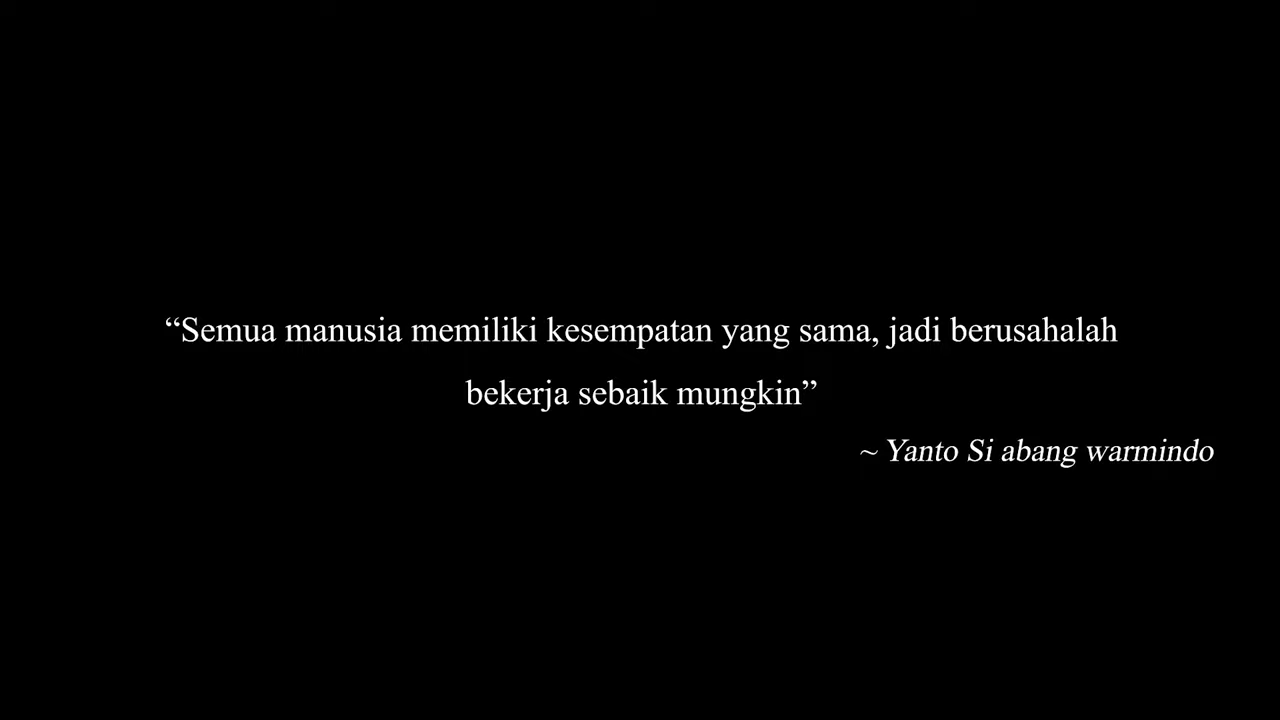 “Semua manusia memiliki kesempatan yang sama, jadi berusahalah
bekerja sebaik mungkin”
~ Yanto Si abang warmindo